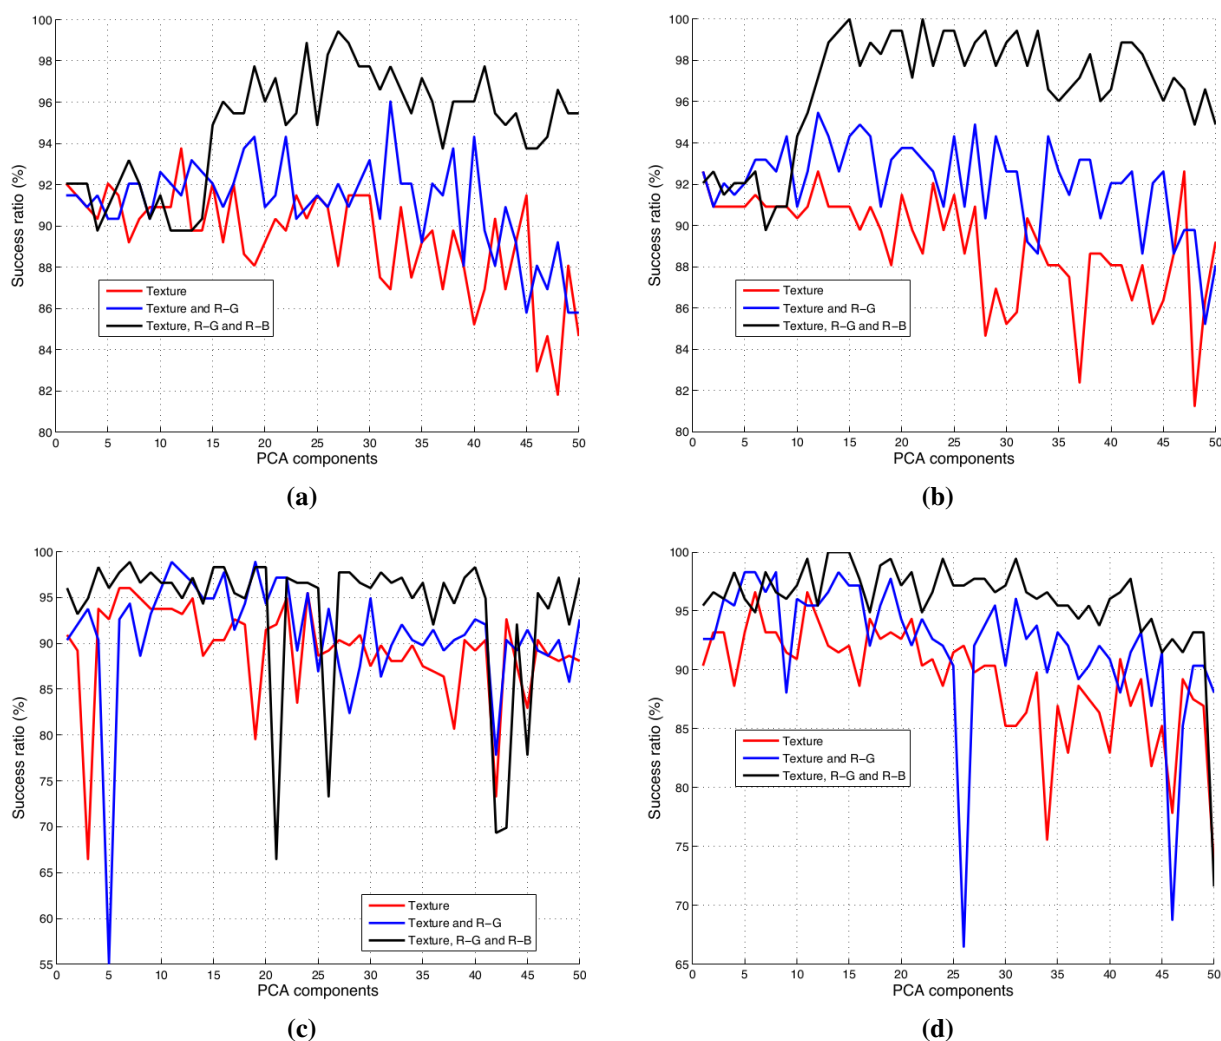 100
98
96
94
92
90
88
86
84
82
80
Success ratio (%)
Texture
Texture and R-G
Texture, R-G and R-B
0 5 10 15 20 25 30 35 40 45 50
PCA components
(a)
100
98
96
94
92
90
88
86
84
82
80
Success ratio (%)
Texture
Texture and R-G
Texture, R-G and R-B
0 5 10 15 20 25 30 35 40 45 50
PCA components
(b)
100
95
90
85
80
75
70
65
60
55
Success ratio (%)
Texture
Texture and R-G
Texture, R-G and R-B
0 5 10 15 20 25 30 35 40 45 50
PCA components
(c)
100
95
90
85
80
75
70
65
Success ratio (%)
Texture
Texture and R-G
Texture, R-G and R-B
0 5 10 15 20 25 30 35 40 45 50
PCA components
(d)